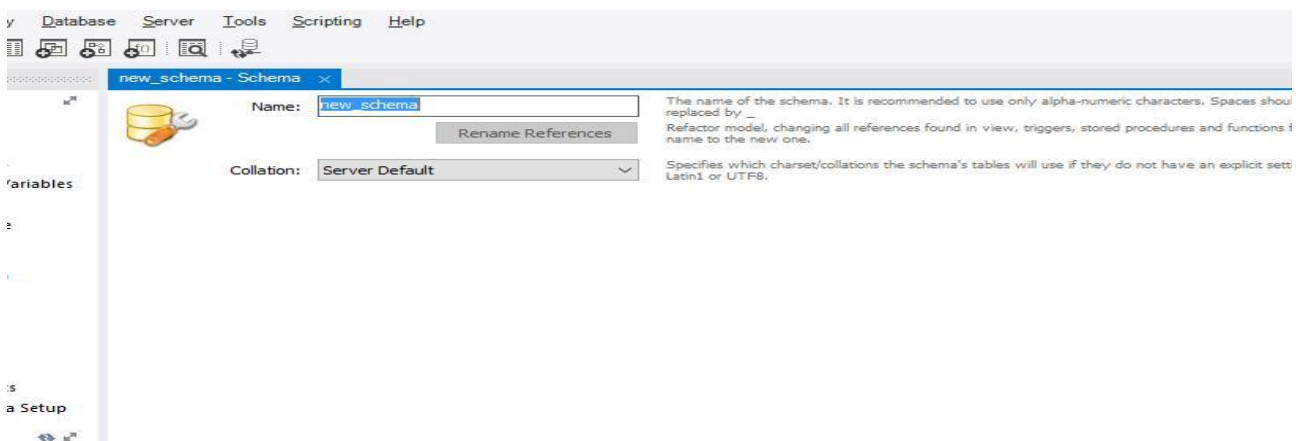 y Database Server Tools Scripting Help
new_schema - Schema ×
Name: new_schema
The name of the schema. It is recommended to use only alpha-numeric characters. Spaces shoul
replaced by _
Rename References
Refactor model, changing all references found in view, triggers, stored procedures and functions f
name to the new one.
Collation: Server Default
Specifies which charset/collations the schema's tables will use if they do not have an explicit setti
Latin1 or UTF8.
ariables
e
s
a Setup